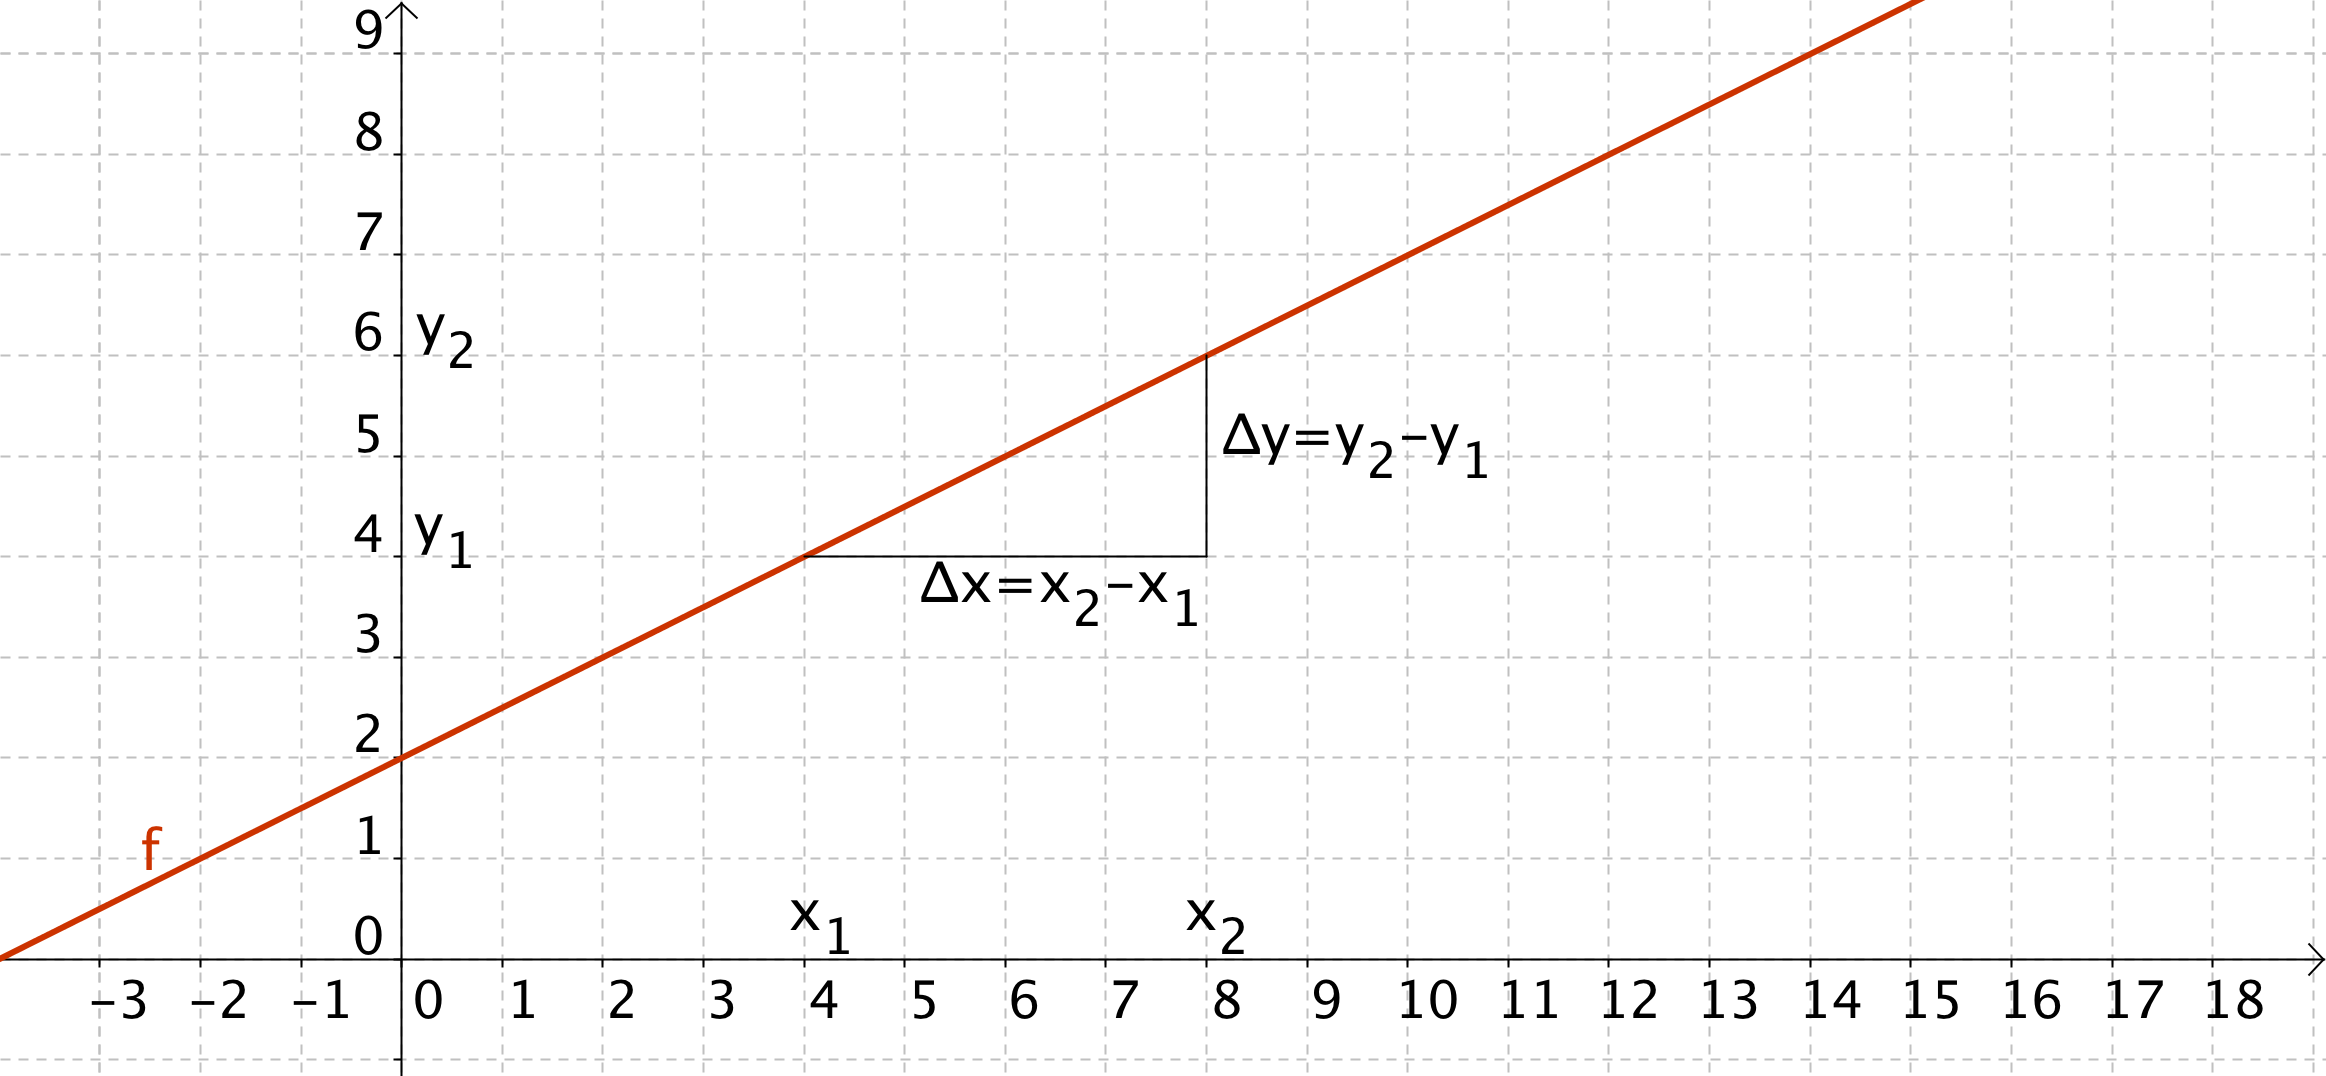 9
8
7
6 y₂
5 Δy=y₂–y₁
4 y₁
Δx=x₂–x₁
3
2
f 1
0 x₁ x₂
–3 –2 –1 0 1 2 3 4 5 6 7 8 9 10 11 12 13 14 15 16 17 18